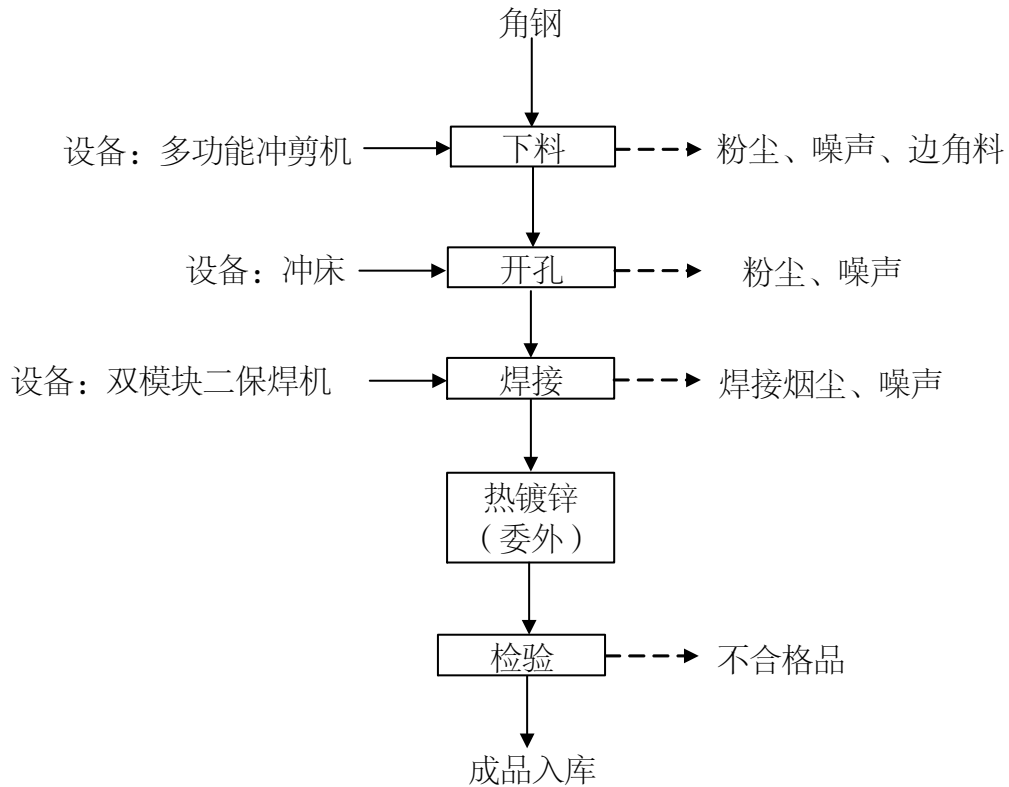 角钢
设备：多功能冲剪机
下料
粉尘、噪声、边角料
设备：冲床
开孔
粉尘、噪声
设备：双模块二保焊机
焊接
焊接烟尘、噪声
热镀锌
（委外）
检验
不合格品
成品入库